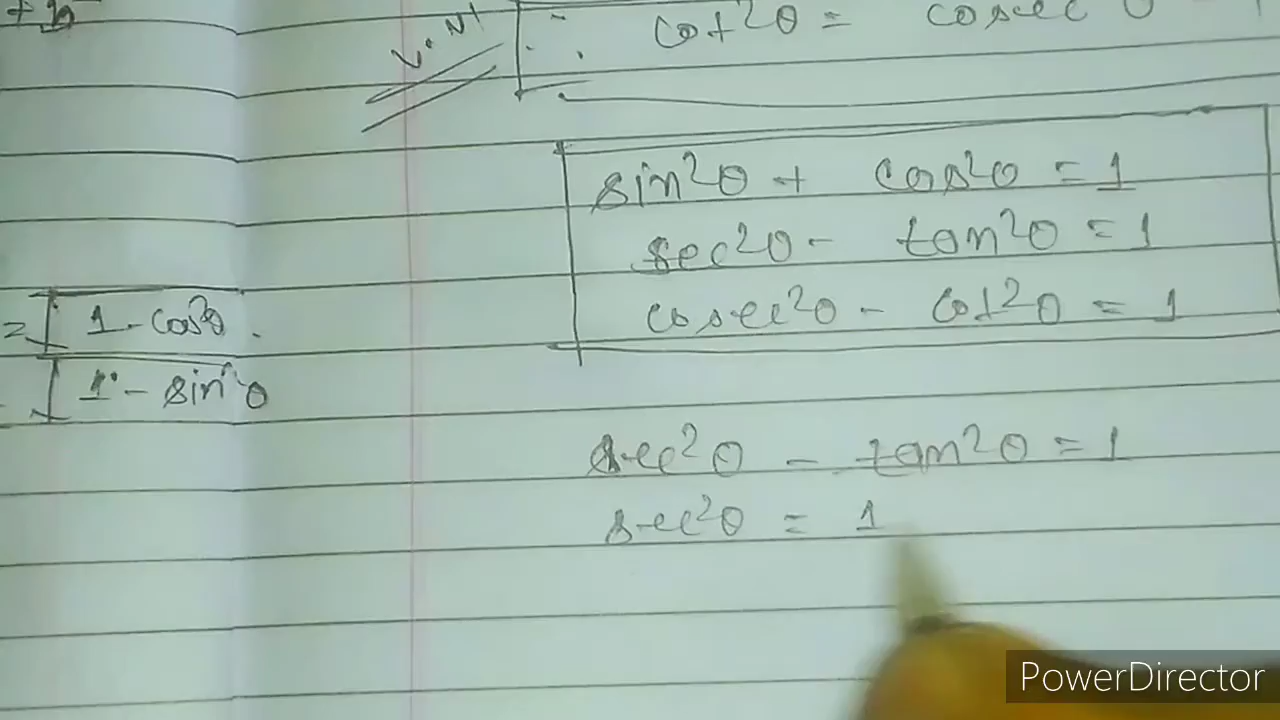 cot²θ = cosec θ
sin²θ + cos²θ = 1
sec²θ - tan²θ = 1
cosec²θ - cot²θ = 1
= √1 - cos²θ
√1 - sin²θ
sec²θ - tan²θ = 1
sec²θ = 1
PowerDirector